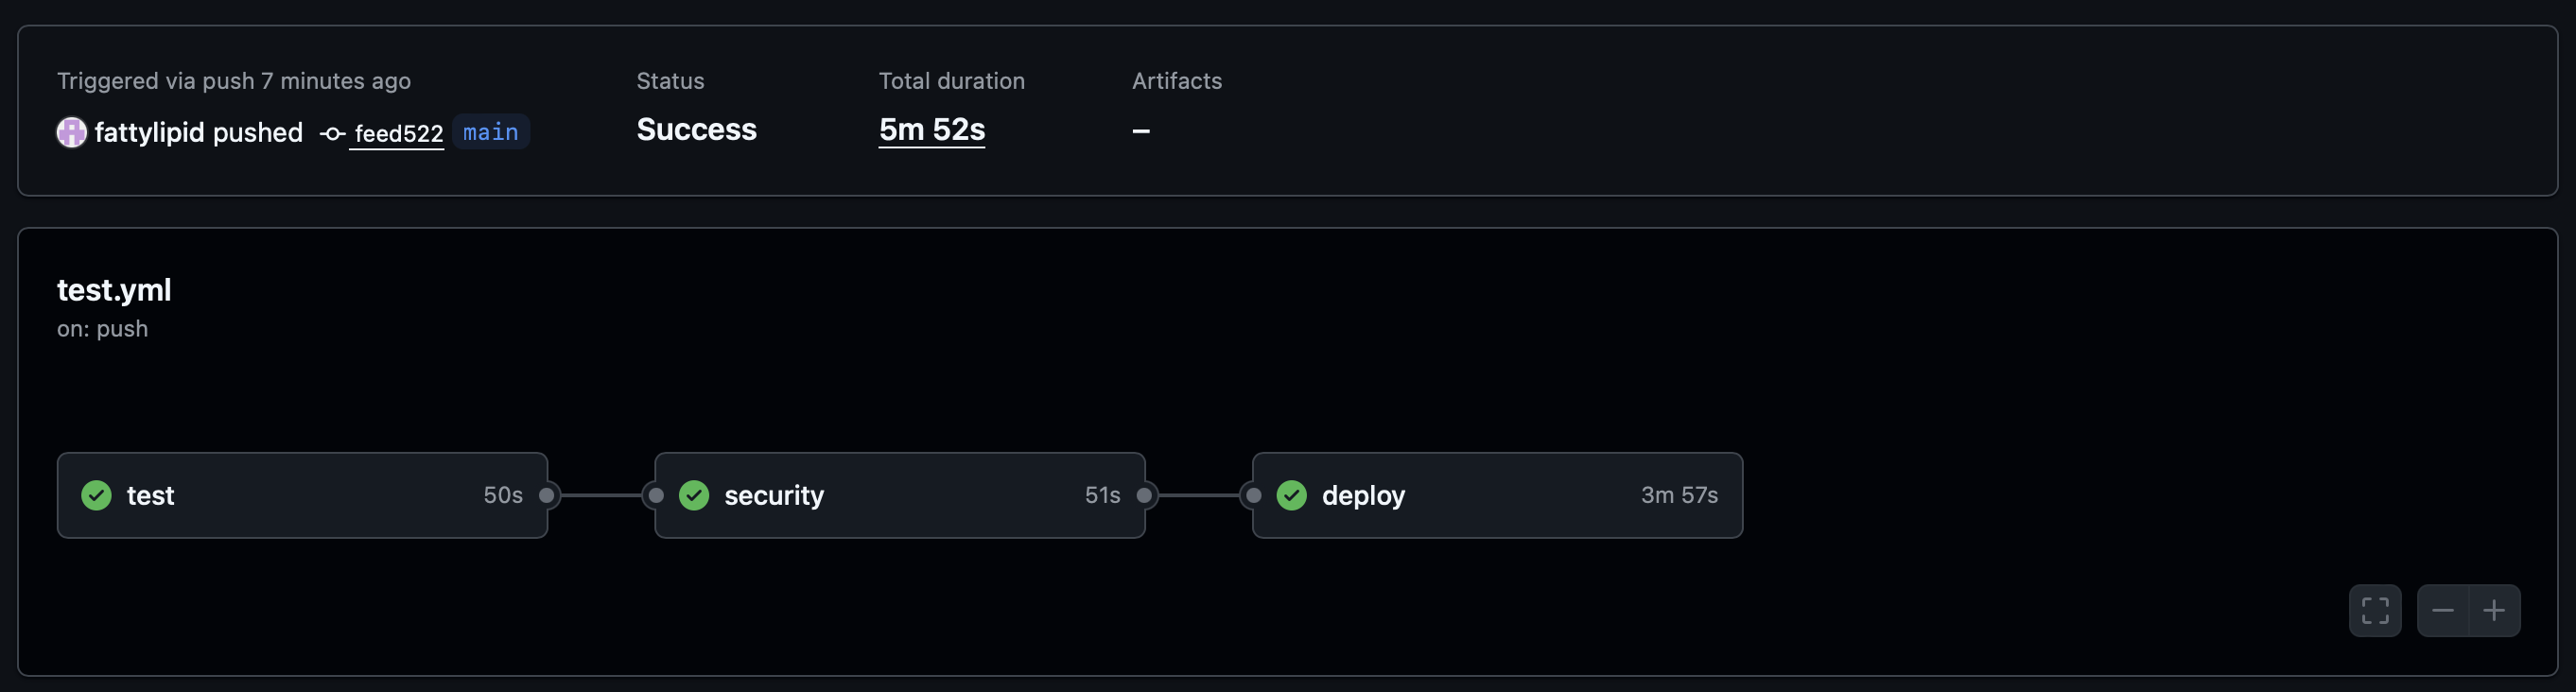 Triggered via push 7 minutes ago
fattylipid pushed feed522 main
Status
Success
Total duration
5m 52s
Artifacts
–
test.yml
on: push
test 50s
security 51s
deploy 3m 57s